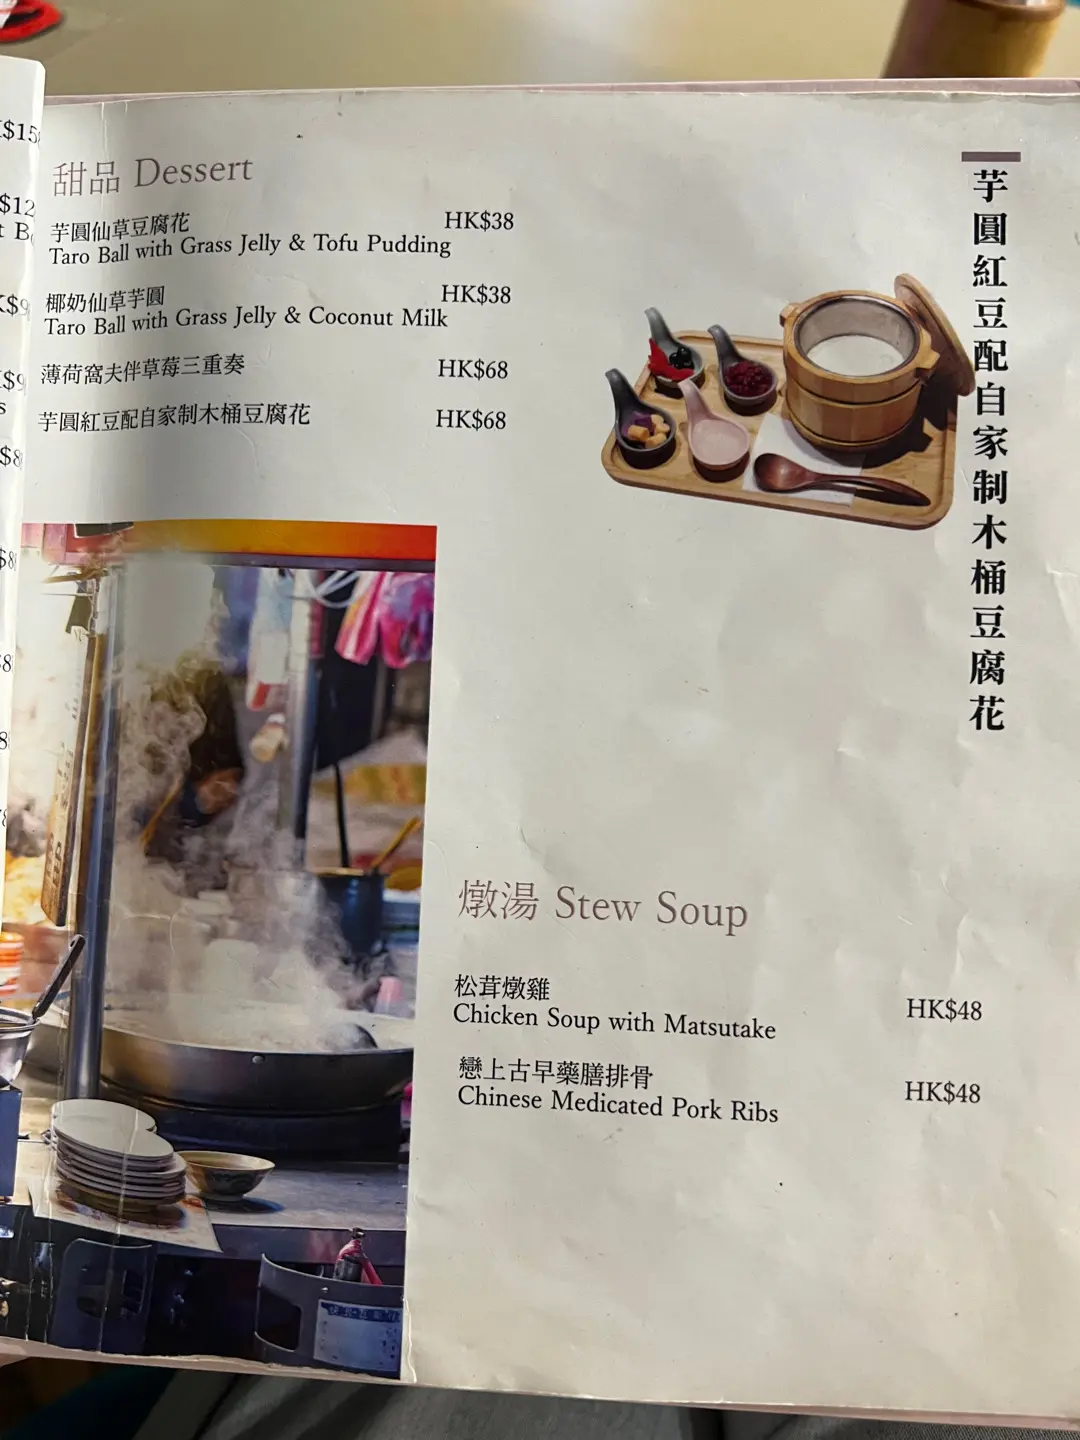 甜品 Dessert
芋圓仙草豆腐花 HK$38
Taro Ball with Grass Jelly & Tofu Pudding
椰奶仙草芋圓 HK$38
Taro Ball with Grass Jelly & Coconut Milk
薄荷窩夫伴草莓三重奏 HK$68
芋圓紅豆配自家制木桶豆腐花 HK$68
芋圓紅豆配自家制木桶豆腐花
燉湯 Stew Soup
松茸燉雞
Chicken Soup with Matsutake HK$48
戀上古早藥膳排骨
Chinese Medicated Pork Ribs HK$48